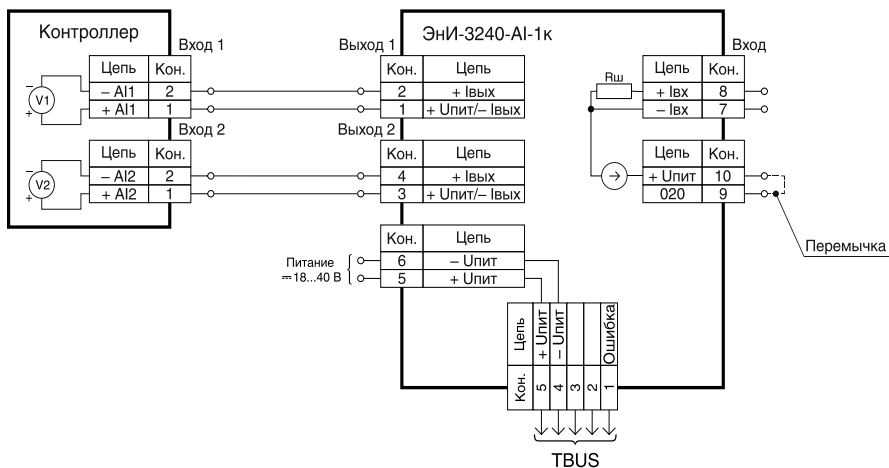 Контроллер
Вход 1
Цепь Кон.
– AI1 2
+ AI1 1
V1
– +
Вход 2
Цепь Кон.
– AI2 2
+ AI2 1
V2
– +
ЭнИ-3240-AI-1к
Выход 1
Кон. Цепь
2 + Iвых
1 + Uпит/– Iвых
Выход 2
Кон. Цепь
4 + Iвых
3 + Uпит/– Iвых
Кон. Цепь
6 – Uпит
5 + Uпит
Питание
⎓ 18...40 В
Вход
Rш
Цепь Кон.
+ Iвх 8
– Iвх 7
Цепь Кон.
+ Uпит 10
020 9
Перемычка
Цепь + Uпит – Uпит Ошибка
Кон. 5 4 3 2 1
TBUS